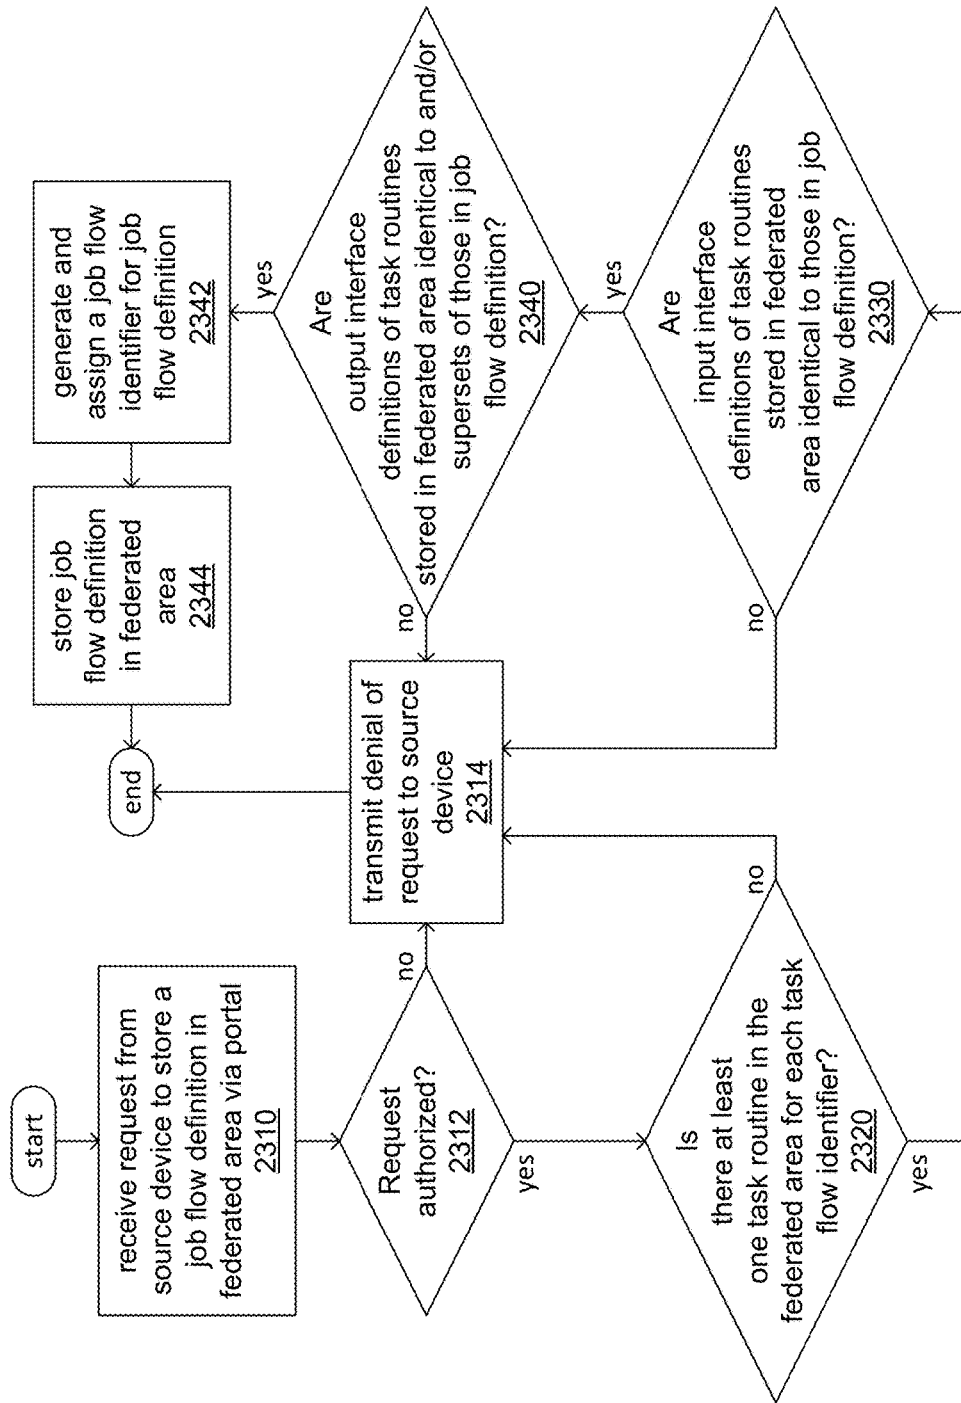 start
receive request from
source device to store a
job flow definition in
federated area via portal
2310
Request
authorized?
2312
no
yes
Is
there at least
one task routine in the
federated area for each task
flow identifier?
2320
no
yes
transmit denial of
request to source
device
2314
end
Are
input interface
definitions of task routines
stored in federated
area identical to those in job
flow definition?
2330
no
yes
Are
output interface
definitions of task routines
stored in federated area identical to and/or
supersets of those in job
flow definition?
2340
no
yes
generate and
assign a job flow
identifier for job
flow definition
2342
store job
flow definition
in federated
area
2344